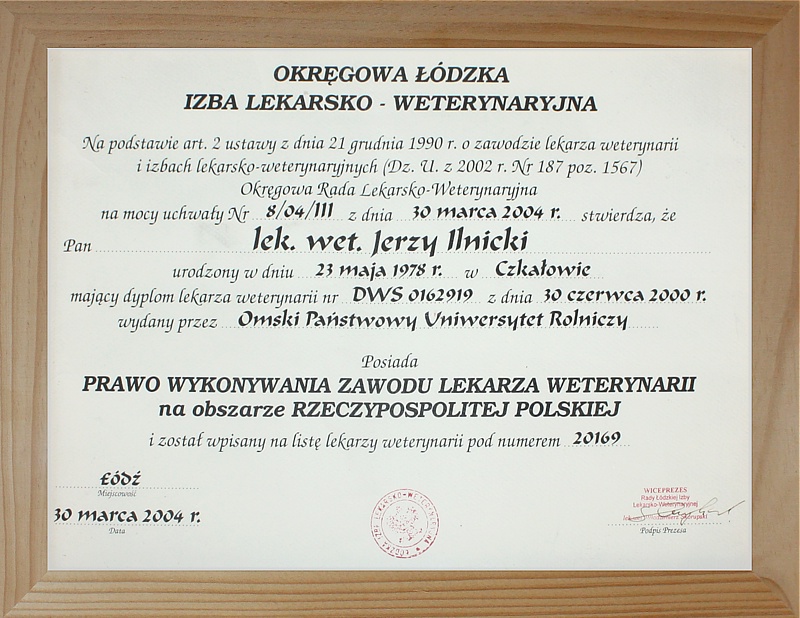 OKRĘGOWA ŁÓDZKA
IZBA LEKARSKO - WETERYNARYJNA
Na podstawie art. 2 ustawy z dnia 21 grudnia 1990 r. o zawodzie lekarza weterynarii
i izbach lekarsko-weterynaryjnych (Dz. U. z 2002 r. Nr 187 poz. 1567)
Okręgowa Rada Lekarsko-Weterynaryjna
na mocy uchwały Nr 8/04/III z dnia 30 marca 2004 r. stwierdza, że
Pan lek. wet. Jerzy Ilnicki
urodzony w dniu 23 maja 1978 r. w Czkałowie
mający dyplom lekarza weterynarii nr DWS 0162919 z dnia 30 czerwca 2000 r.
wydany przez Omski Państwowy Uniwersytet Rolniczy
Posiada
PRAWO WYKONYWANIA ZAWODU LEKARZA WETERYNARII
na obszarze RZECZYPOSPOLITEJ POLSKIEJ
i został wpisany na listę lekarzy weterynarii pod numerem 20169
Łódź
Miejscowość
30 marca 2004 r.
Data
WICEPREZES
Rady Łódzkiej Izby
Lekarsko-Weterynaryjnej
Podpis Prezesa